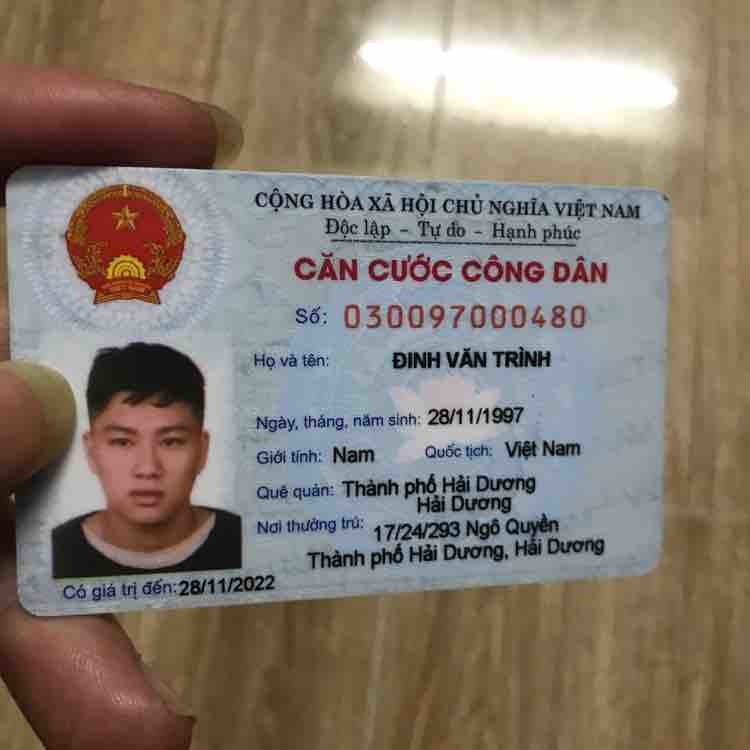 CỘNG HÒA XÃ HỘI CHỦ NGHĨA VIỆT NAM
Độc lập - Tự do - Hạnh phúc
CĂN CƯỚC CÔNG DÂN
Số: 030097000480
Họ và tên: ĐINH VĂN TRÌNH
Ngày, tháng, năm sinh: 28/11/1997
Giới tính: Nam Quốc tịch: Việt Nam
Quê quán: Thành phố Hải Dương
Hải Dương
Nơi thường trú: 17/24/293 Ngô Quyền
Thành phố Hải Dương, Hải Dương
Có giá trị đến: 28/11/2022